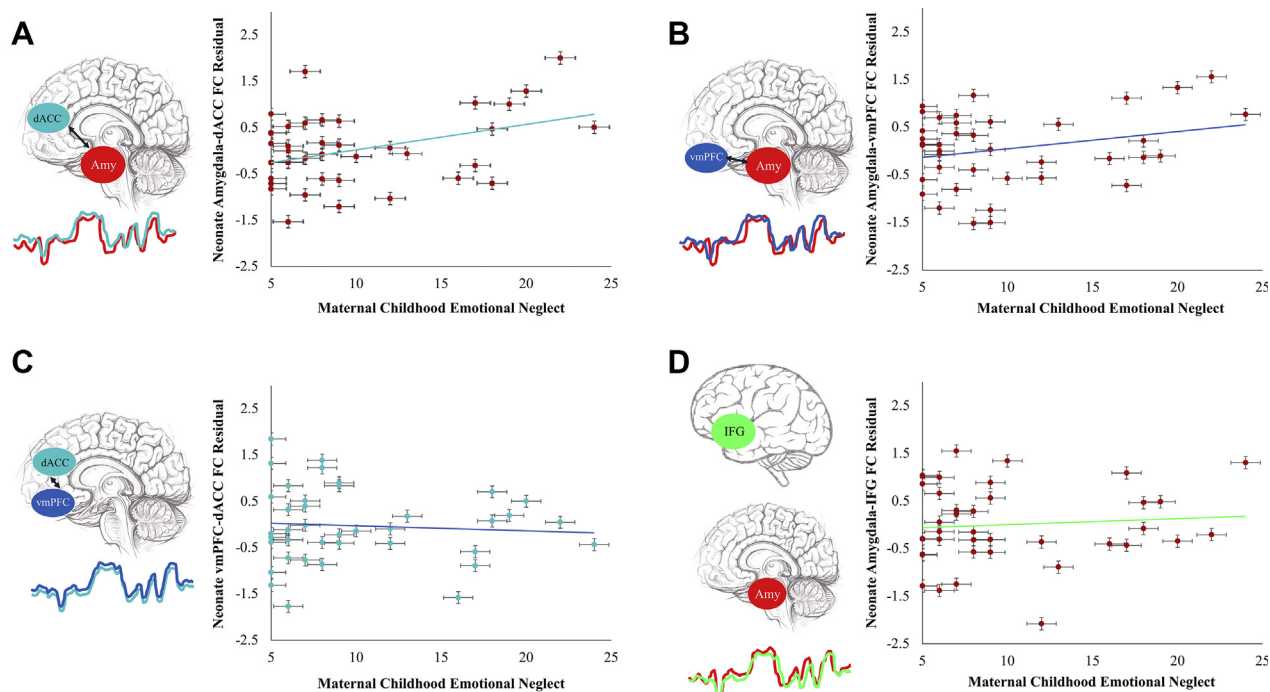 A
dACC
Amy
Neonate Amygdala-dACC FC Residual
2.5
1.5
0.5
-0.5
-1.5
-2.5
5
10
15
20
25
Maternal Childhood Emotional Neglect
B
vmPFC
Amy
Neonate Amygdala-vmPFC FC Residual
2.5
1.5
0.5
-0.5
-1.5
-2.5
5
10
15
20
25
Maternal Childhood Emotional Neglect
C
dACC
vmPFC
Neonate vmPFC-dACC FC Residual
2.5
1.5
0.5
-0.5
-1.5
-2.5
5
10
15
20
25
Maternal Childhood Emotional Neglect
D
IFG
Amy
Neonate Amygdala-IFG FC Residual
2.5
1.5
0.5
-0.5
-1.5
-2.5
5
10
15
20
25
Maternal Childhood Emotional Neglect